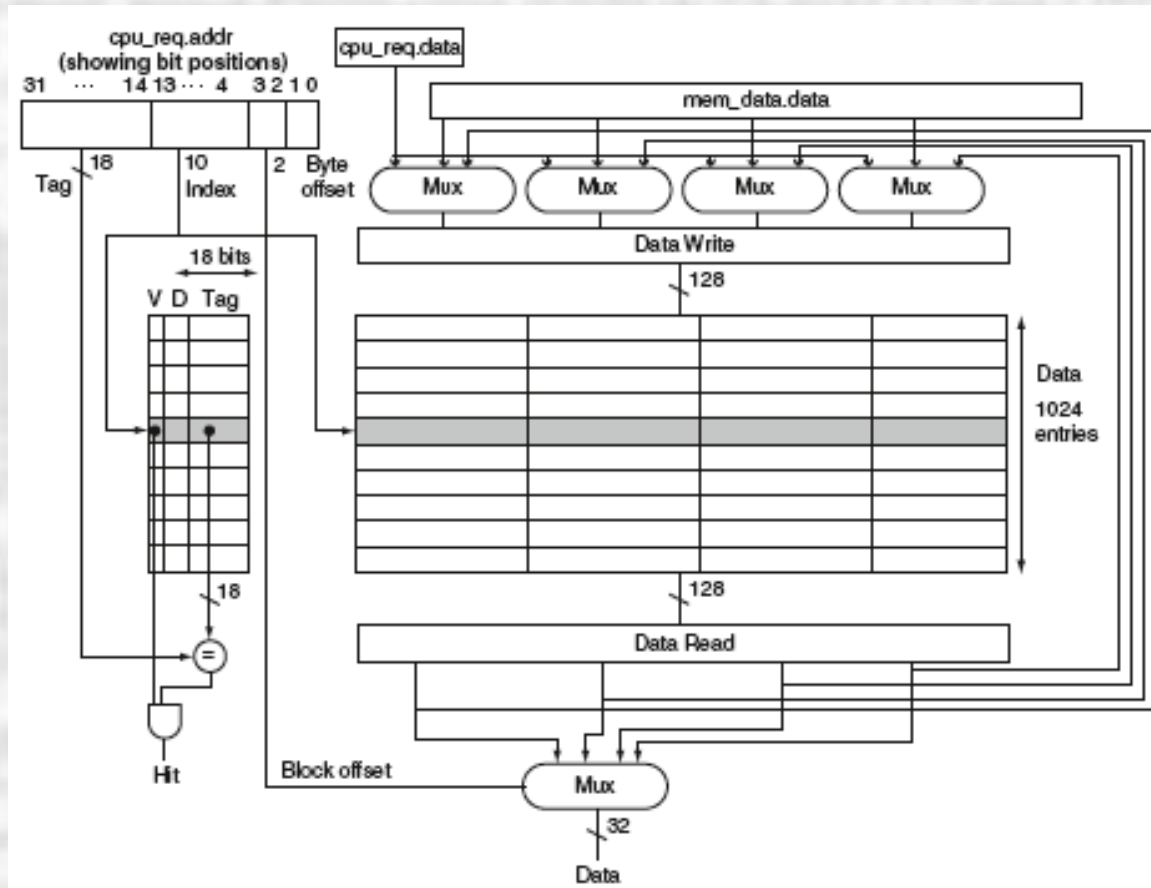 cpu_req.addr
(showing bit positions)
31 ... 14 13 ... 4 3 2 1 0
cpu_req.data
mem_data.data
18
10
2
Byte
offset
Tag
Index
Mux
Mux
Mux
Mux
Data Write
18 bits
128
V D Tag
Data
1024
entries
18
128
=
Data Read
Hit
Block offset
Mux
32
Data